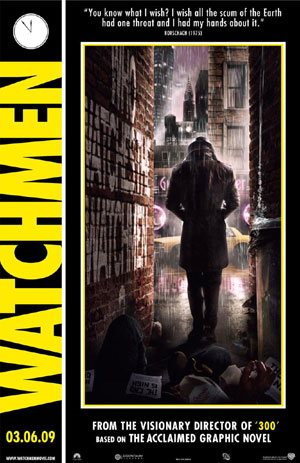 "You know what I wish? I wish all the scum of the Earth
had one throat and I had my hands about it."
RORSCHACH (1975)
WATCHMEN
03.06.09
WWW.WATCHMENMOVIE.COM
FROM THE VISIONARY DIRECTOR OF '300'
BASED ON THE ACCLAIMED GRAPHIC NOVEL